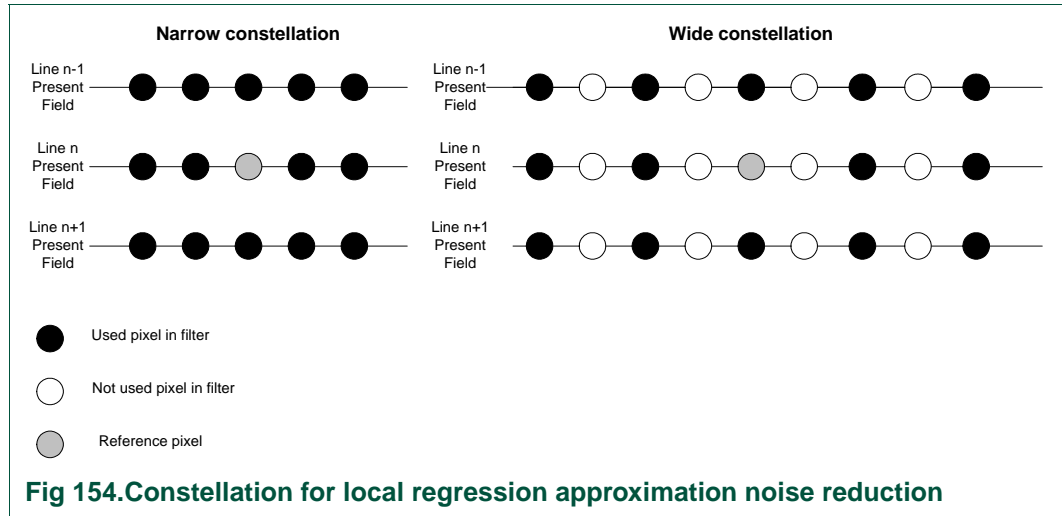 Narrow constellation
Wide constellation
Line n-1
Present
Field
Line n-1
Present
Field
Line n
Present
Field
Line n
Present
Field
Line n+1
Present
Field
Line n+1
Present
Field
Used pixel in filter
Not used pixel in filter
Reference pixel
Fig 154.Constellation for local regression approximation noise reduction